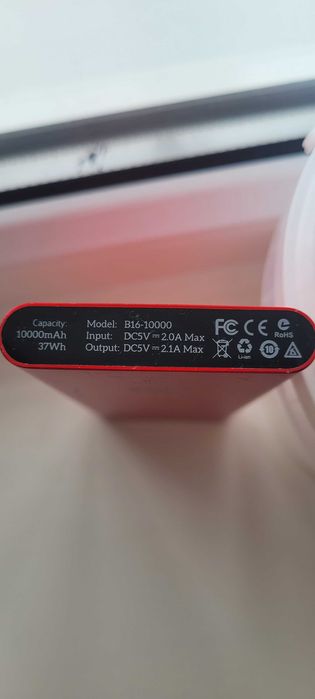 Capacity:
10000mAh
37Wh
Model: B16-10000
Input: DC5V ⎓ 2.0A Max
Output: DC5V ⎓ 2.1A Max
FC CE e
RoHS
Li-ion
10